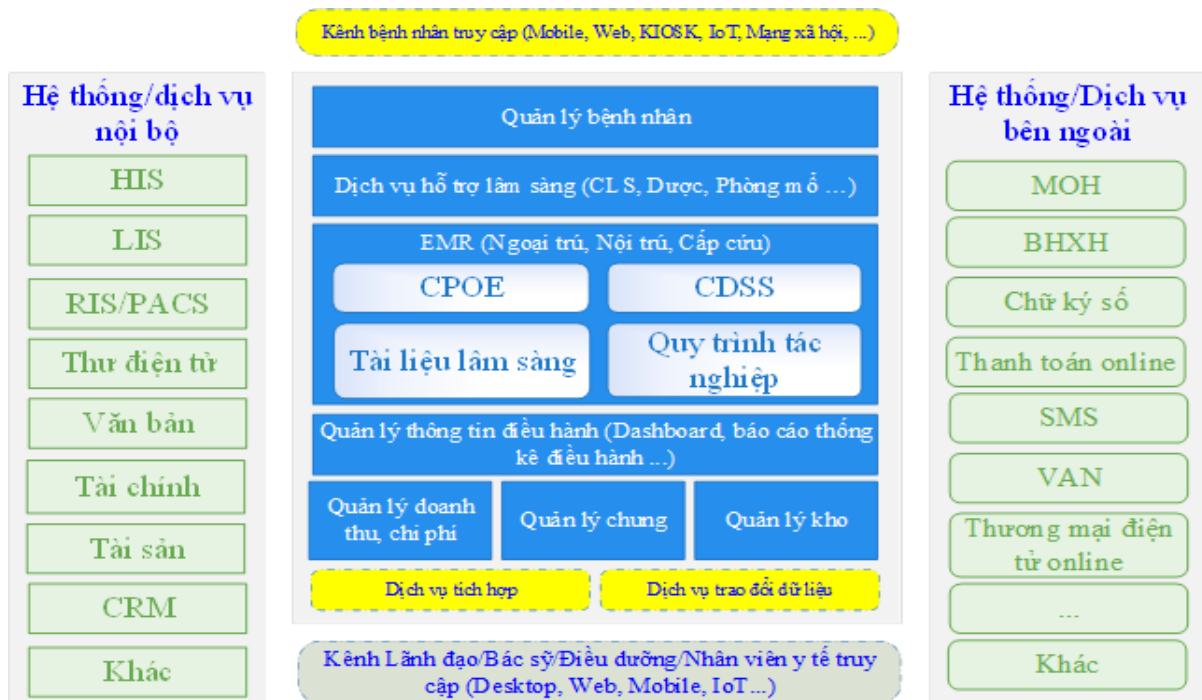 Kênh bệnh nhân truy cập (Mobile, Web, KIOSK, IoT, Mạng xã hội, ...)
Hệ thống/dịch vụ
nội bộ
HIS
LIS
RIS/PACS
Thư điện tử
Văn bản
Tài chính
Tài sản
CRM
Khác
Quản lý bệnh nhân
Dịch vụ hỗ trợ lâm sàng (CLS, Dược, Phòng mổ ...)
EMR (Ngoại trú, Nội trú, Cấp cứu)
CPOE
CDSS
Tài liệu lâm sàng
Quy trình tác
nghiệp
Quản lý thông tin điều hành (Dashboard, báo cáo thống
kê điều hành ...)
Quản lý doanh
thu, chi phí
Quản lý chung
Quản lý kho
Dịch vụ tích hợp
Dịch vụ trao đổi dữ liệu
Kênh Lãnh đạo/Bác sỹ/Điều dưỡng/Nhân viên y tế truy
cập (Desktop, Web, Mobile, IoT...)
Hệ thống/Dịch vụ
bên ngoài
MOH
BHXH
Chữ ký số
Thanh toán online
SMS
VAN
Thương mại điện
tử online
...
Khác